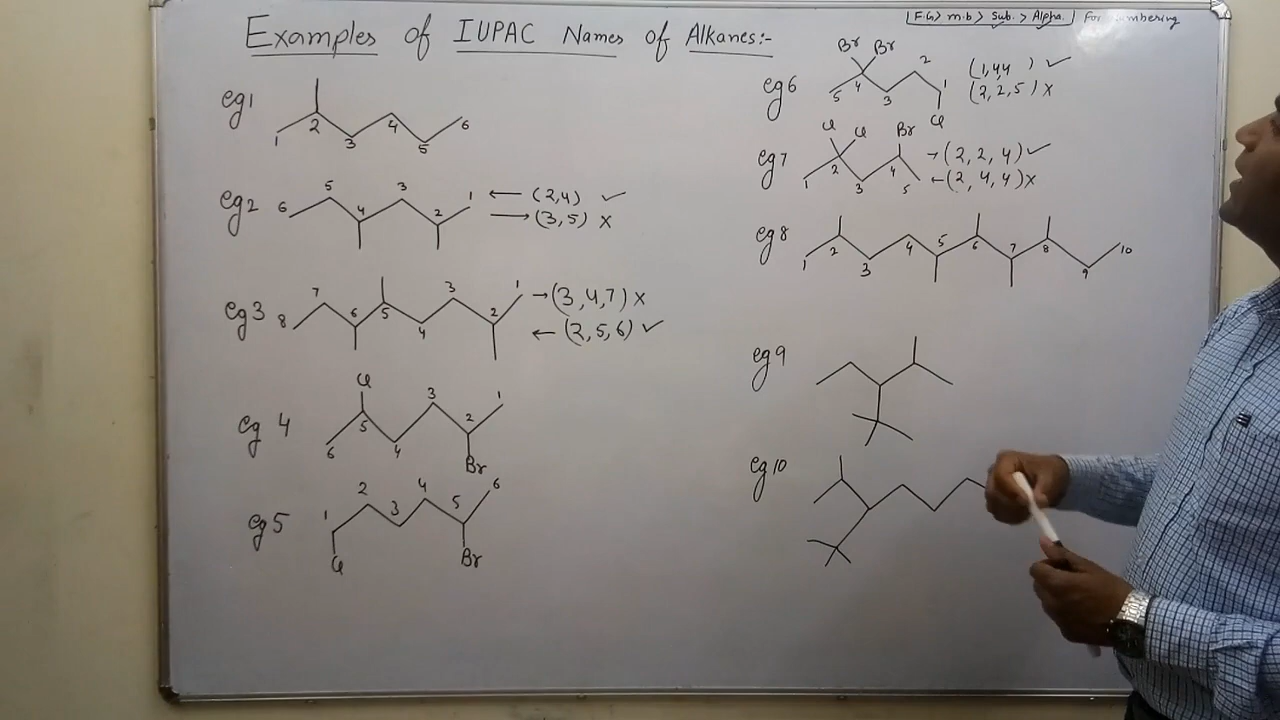 Examples of IUPAC Names of Alkanes:-
F.G> m.b> Sub.> Alpha. for numbering
eg1
1 2 3 4 5 6
eg2
6 5 4 3 2 1
← (2,4) ✓
→ (3,5) x
eg3
8 7 6 5 4 3 2 1
→ (3,4,7) x
← (2,5,6) ✓
eg 4
Cl
6 5 4 3 2 1
Br
eg5
1 2 3 4 5 6
Cl Br
eg6
Br Br
5 4 3 2 1
Cl
(1,4,4 ) ✓
(2,2,5) x
eg7
Cl Cl Br
1 2 3 4 5
→ (2, 2, 4) ✓
← (2, 4, 4) x
eg8
1 2 3 4 5 6 7 8 9 10
eg9
eg10